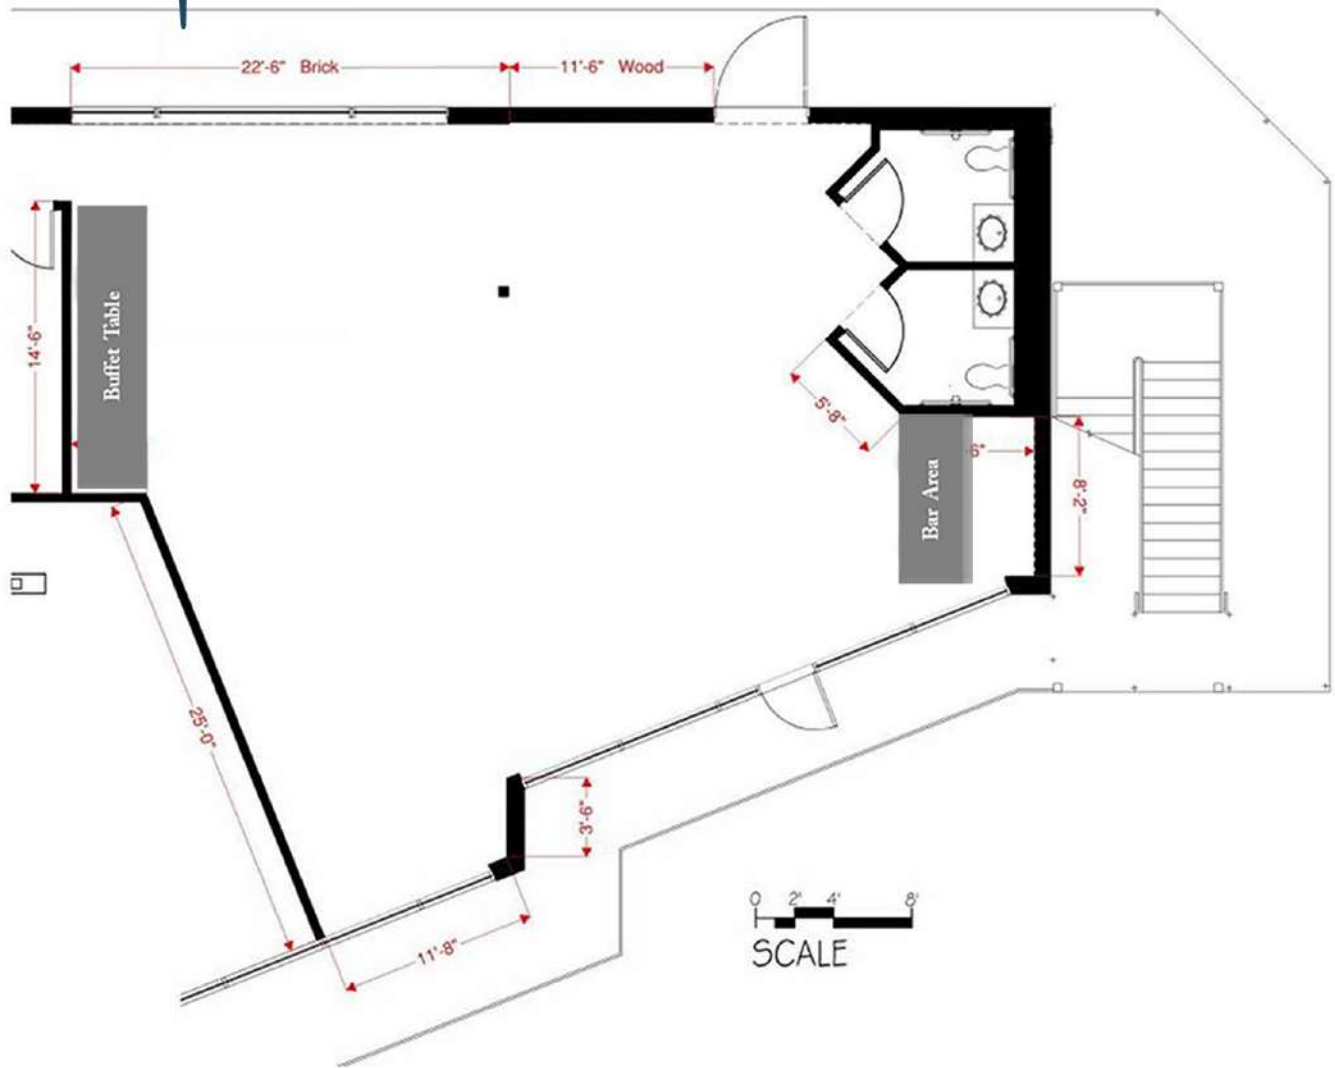 22'-6" Brick
11'-6" Wood
14'-6"
Buffet Table
5'-8"
6"
8'-2"
Bar Area
25'-0"
3'-6"
11'-8"
0 2' 4' 8'
SCALE